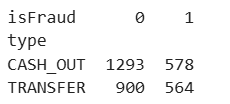 isFraud 0 1
type
CASH_OUT 1293 578
TRANSFER 900 564